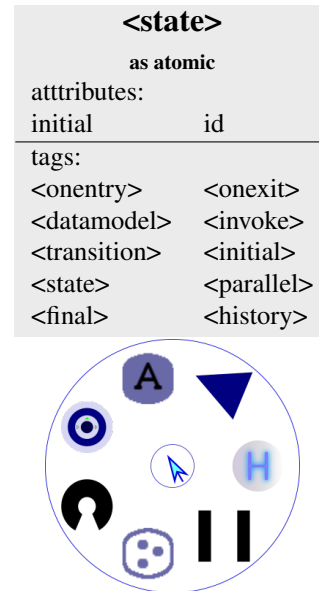 <state>
as atomic
atttributes:
initial id
tags:
<onentry> <onexit>
<datamodel> <invoke>
<transition> <initial>
<state> <parallel>
<final> <history>
A
H